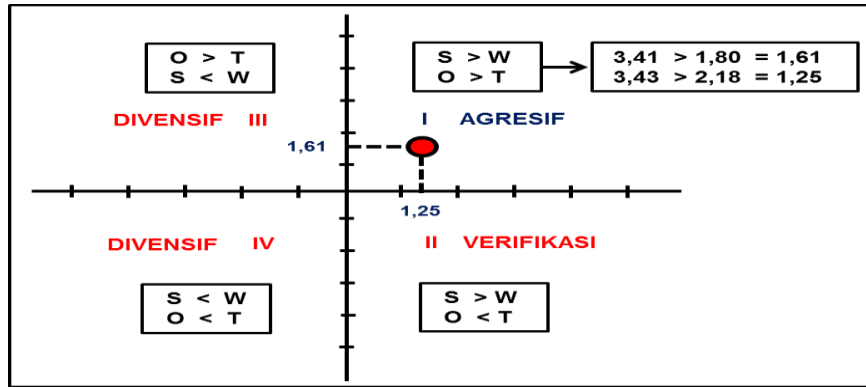 O > T
S < W
S > W
O > T
3,41 > 1,80 = 1,61
3,43 > 2,18 = 1,25
DIVENSIF III
I AGRESIF
1,61
1,25
DIVENSIF IV
II VERIFIKASI
S < W
O < T
S > W
O < T